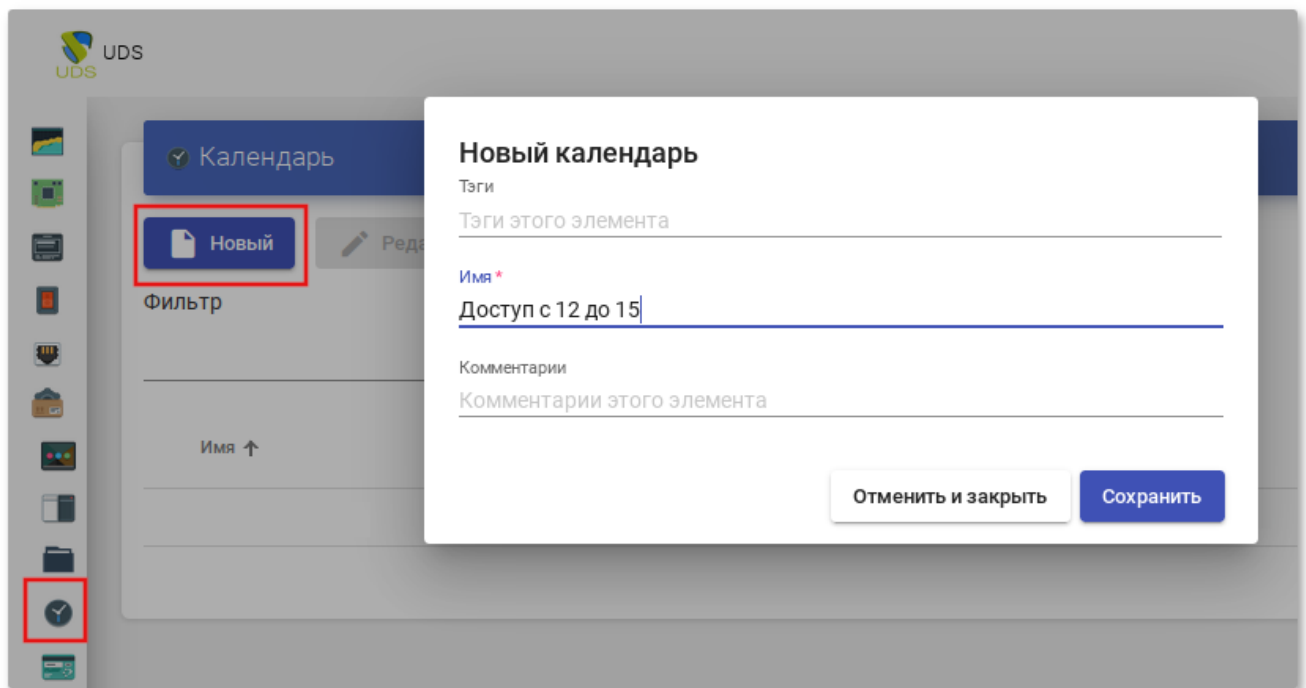 UDS
UDS
Календарь
Новый
Фильтр
Имя
Новый календарь
Тэги
Тэги этого элемента
Имя *
Доступ с 12 до 15
Комментарии
Комментарии этого элемента
Отменить и закрыть
Сохранить